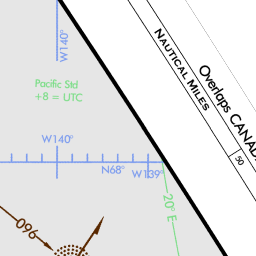 W140°
NAUTICAL MILES
Overlaps CANAD
Pacific Std
+8 = UTC
50
W140°
N68°
W139°
20° E
096